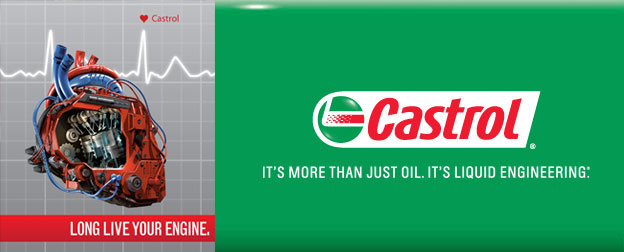 Castrol
LONG LIVE YOUR ENGINE.
Castrol®
IT'S MORE THAN JUST OIL. IT'S LIQUID ENGINEERING.®